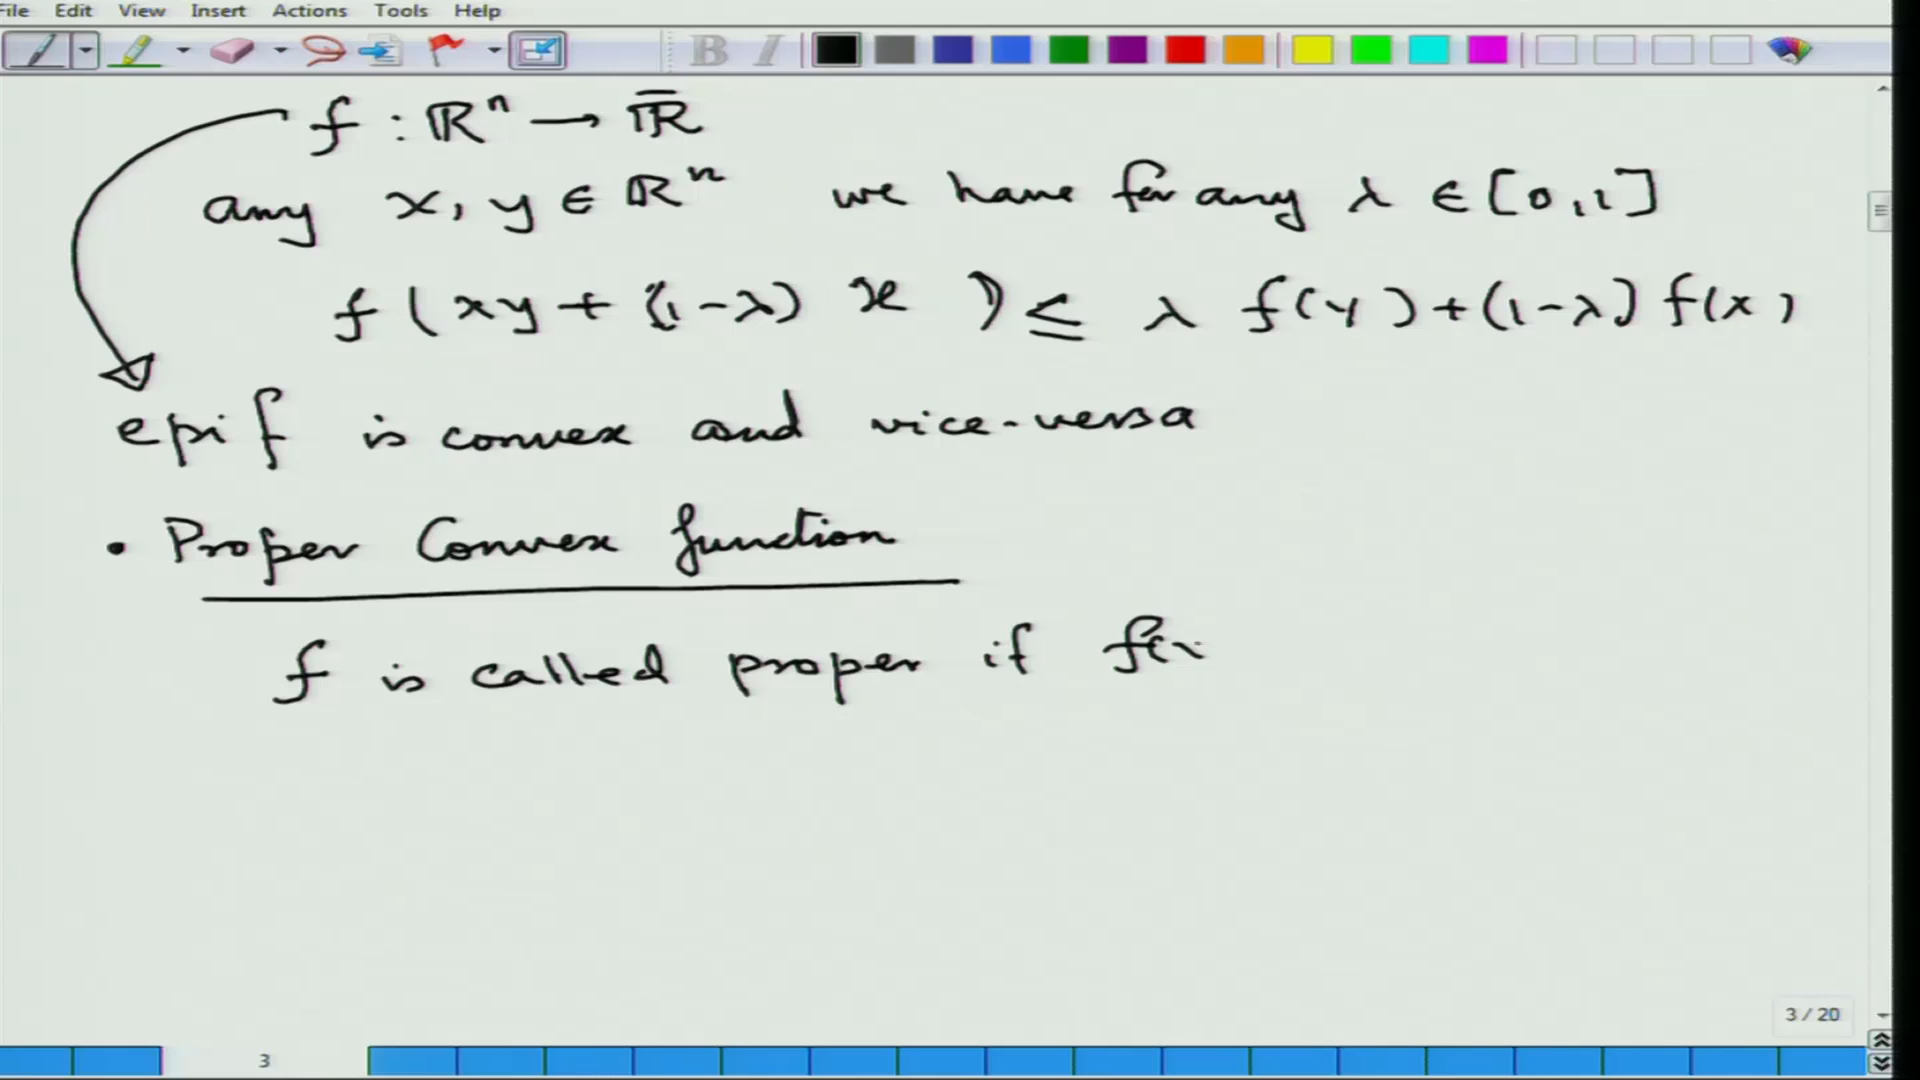 File Edit View Insert Actions Tools Help
B I
f : ℝⁿ → ℝ̄
any x, y ∈ ℝⁿ we have for any λ ∈ [0,1]
f(xy + (1-λ) x) ≤ λ f(y) + (1-λ] f(x)
epi f is convex and vice-versa
• Proper Convex function
f is called proper if f(x
3 / 20
3